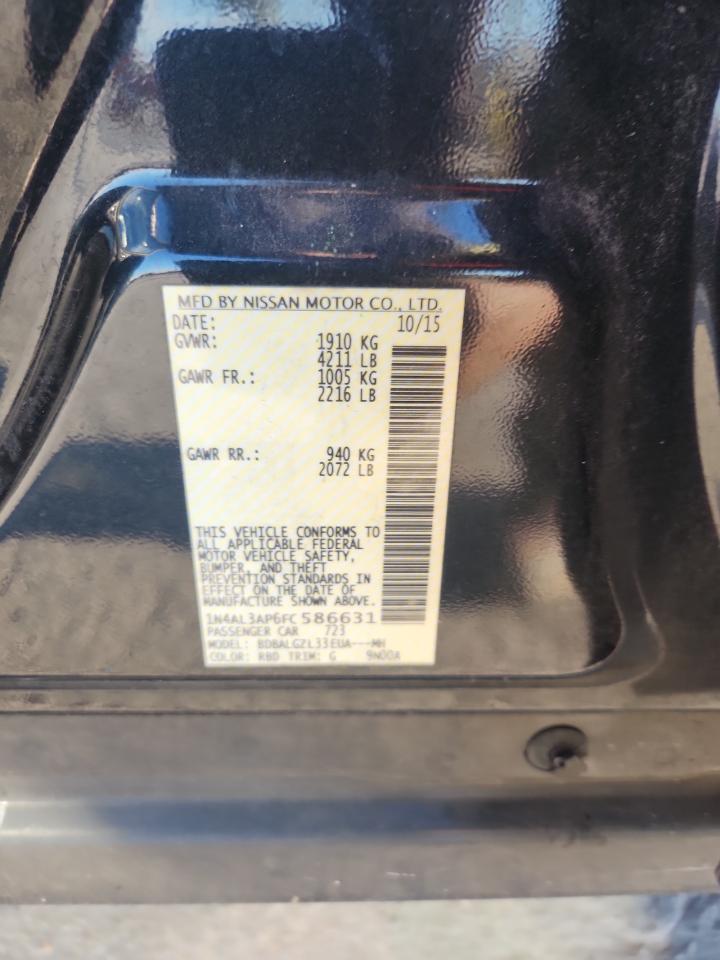 MFD BY NISSAN MOTOR CO., LTD.
DATE: 10/15
GVWR: 1910 KG
4211 LB
GAWR FR.: 1005 KG
2216 LB
GAWR RR.: 940 KG
2072 LB
THIS VEHICLE CONFORMS TO
ALL APPLICABLE FEDERAL
MOTOR VEHICLE SAFETY,
BUMPER, AND THEFT
PREVENTION STANDARDS IN
EFFECT ON THE DATE OF
MANUFACTURE SHOWN ABOVE.
1N4AL3AP6FC586631
PASSENGER CAR 723
MODEL: BDBALGZL33EUA---MH
COLOR: RBD TRIM: G 9N00A